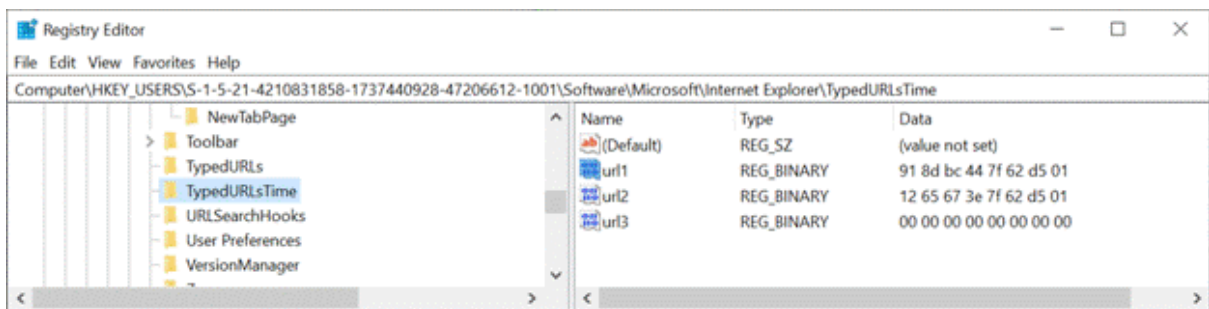 Registry Editor
File Edit View Favorites Help
Computer\HKEY_USERS\S-1-5-21-4210831858-1737440928-47206612-1001\Software\Microsoft\Internet Explorer\TypedURLsTime
NewTabPage
Toolbar
TypedURLs
TypedURLsTime
URLSearchHooks
User Preferences
VersionManager
Name Type Data
(Default) REG_SZ (value not set)
url1 REG_BINARY 91 8d bc 44 7f 62 d5 01
url2 REG_BINARY 12 65 67 3e 7f 62 d5 01
url3 REG_BINARY 00 00 00 00 00 00 00 00